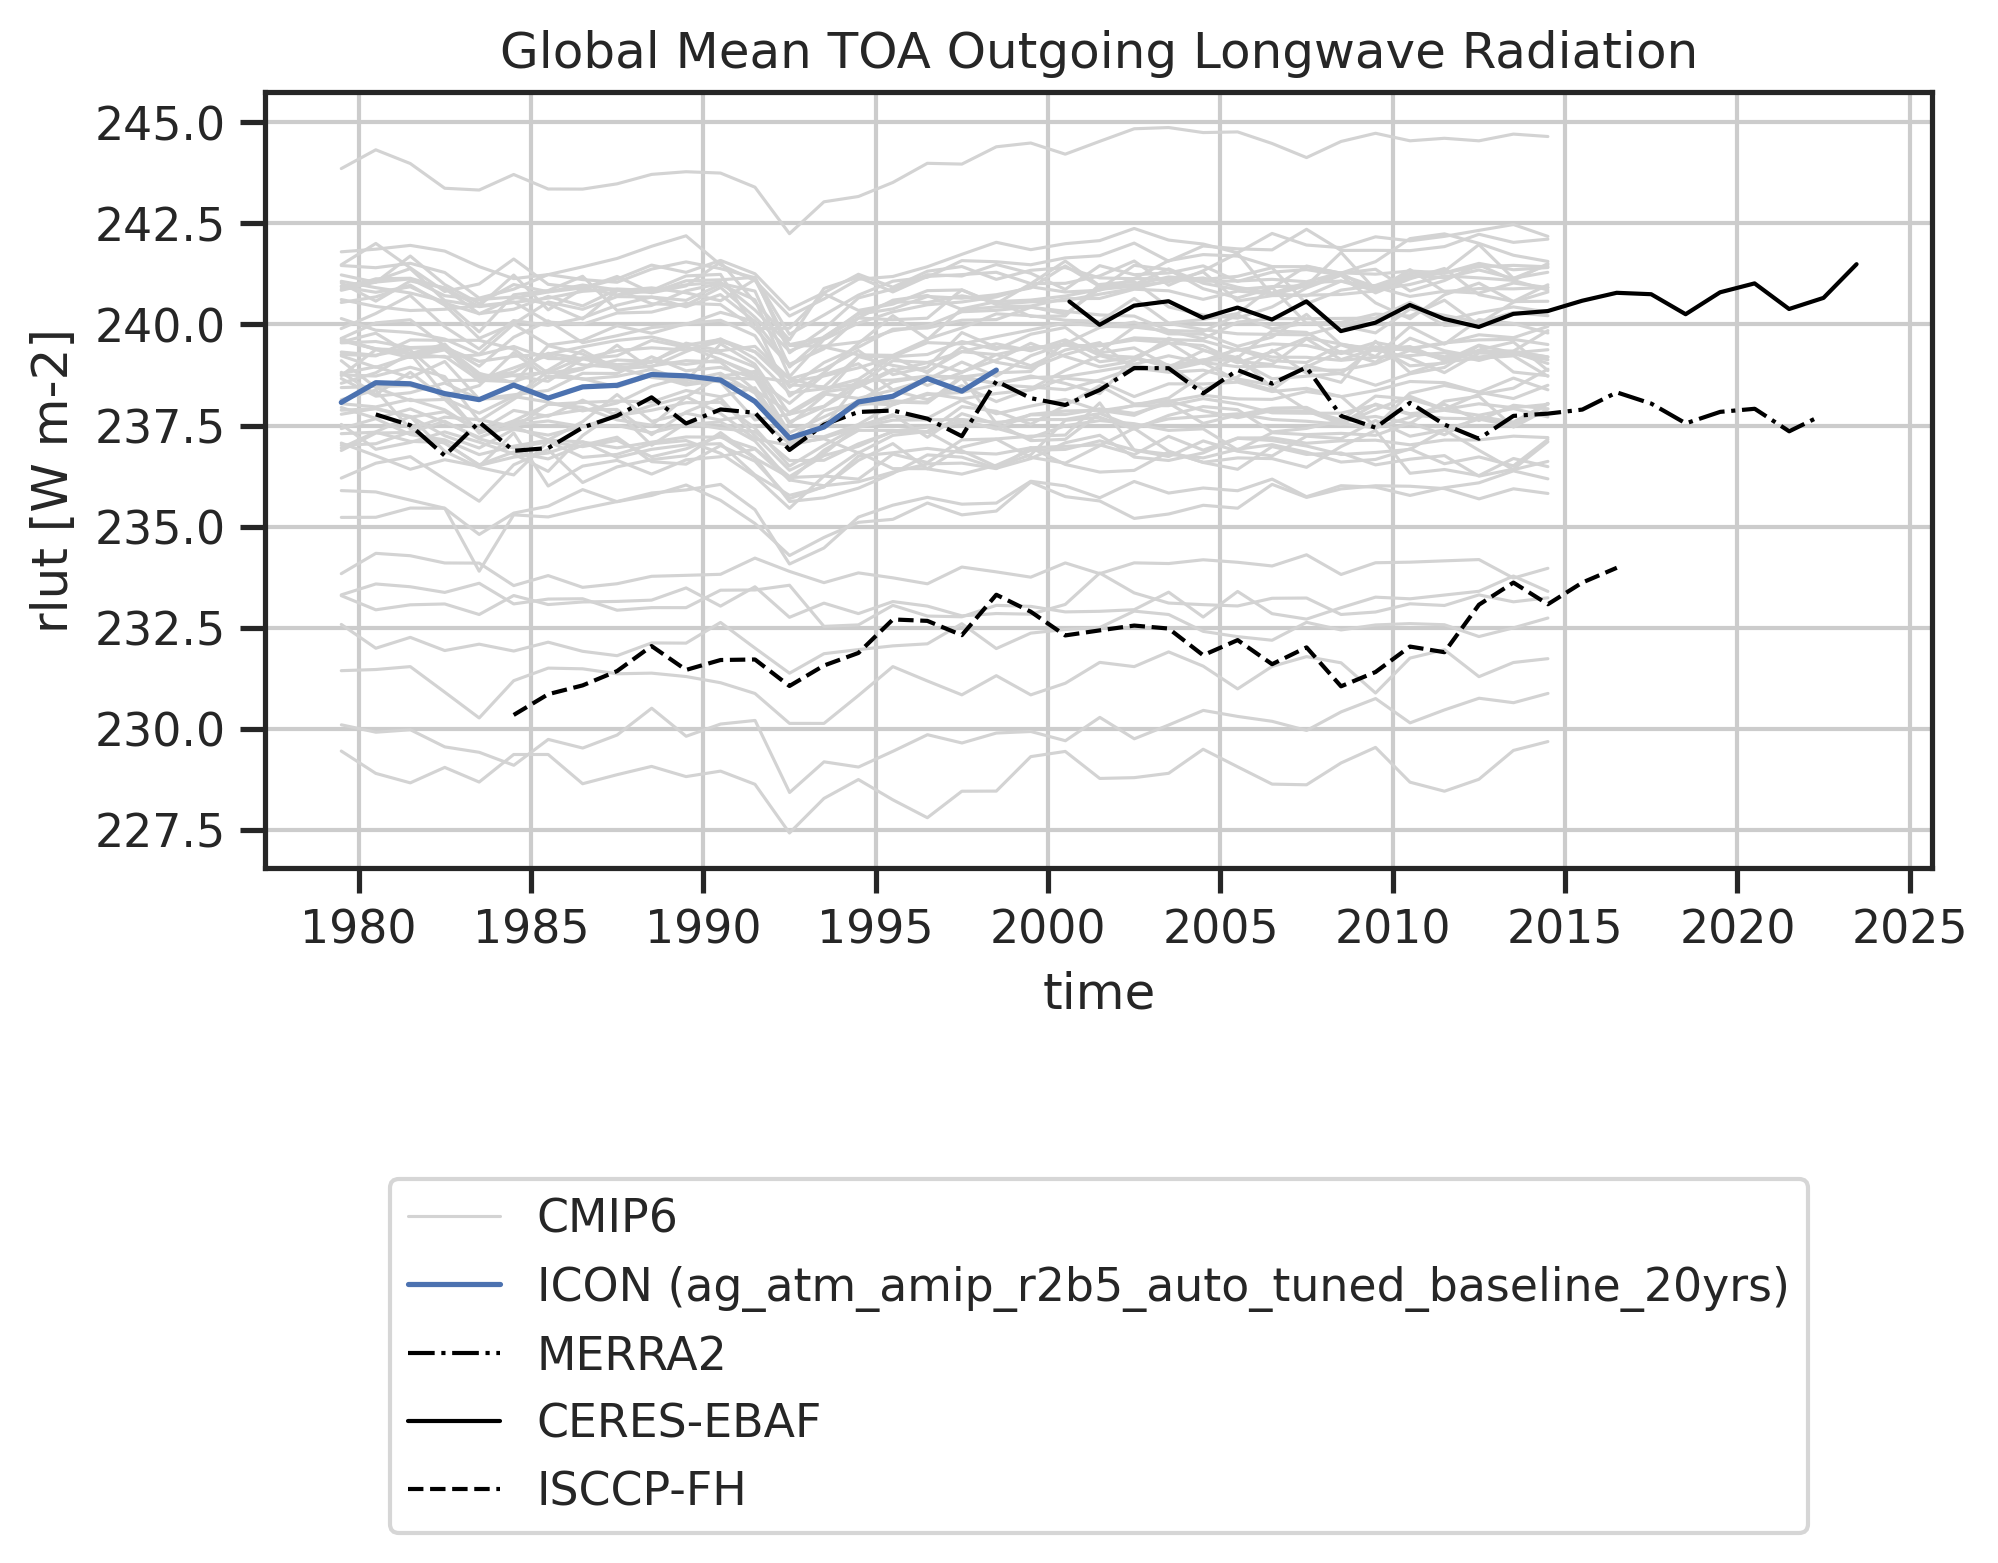 Global Mean TOA Outgoing Longwave Radiation
rlut [W m-2]
245.0
242.5
240.0
237.5
235.0
232.5
230.0
227.5
1980 1985 1990 1995 2000 2005 2010 2015 2020 2025
time
CMIP6
ICON (ag_atm_amip_r2b5_auto_tuned_baseline_20yrs)
MERRA2
CERES-EBAF
ISCCP-FH